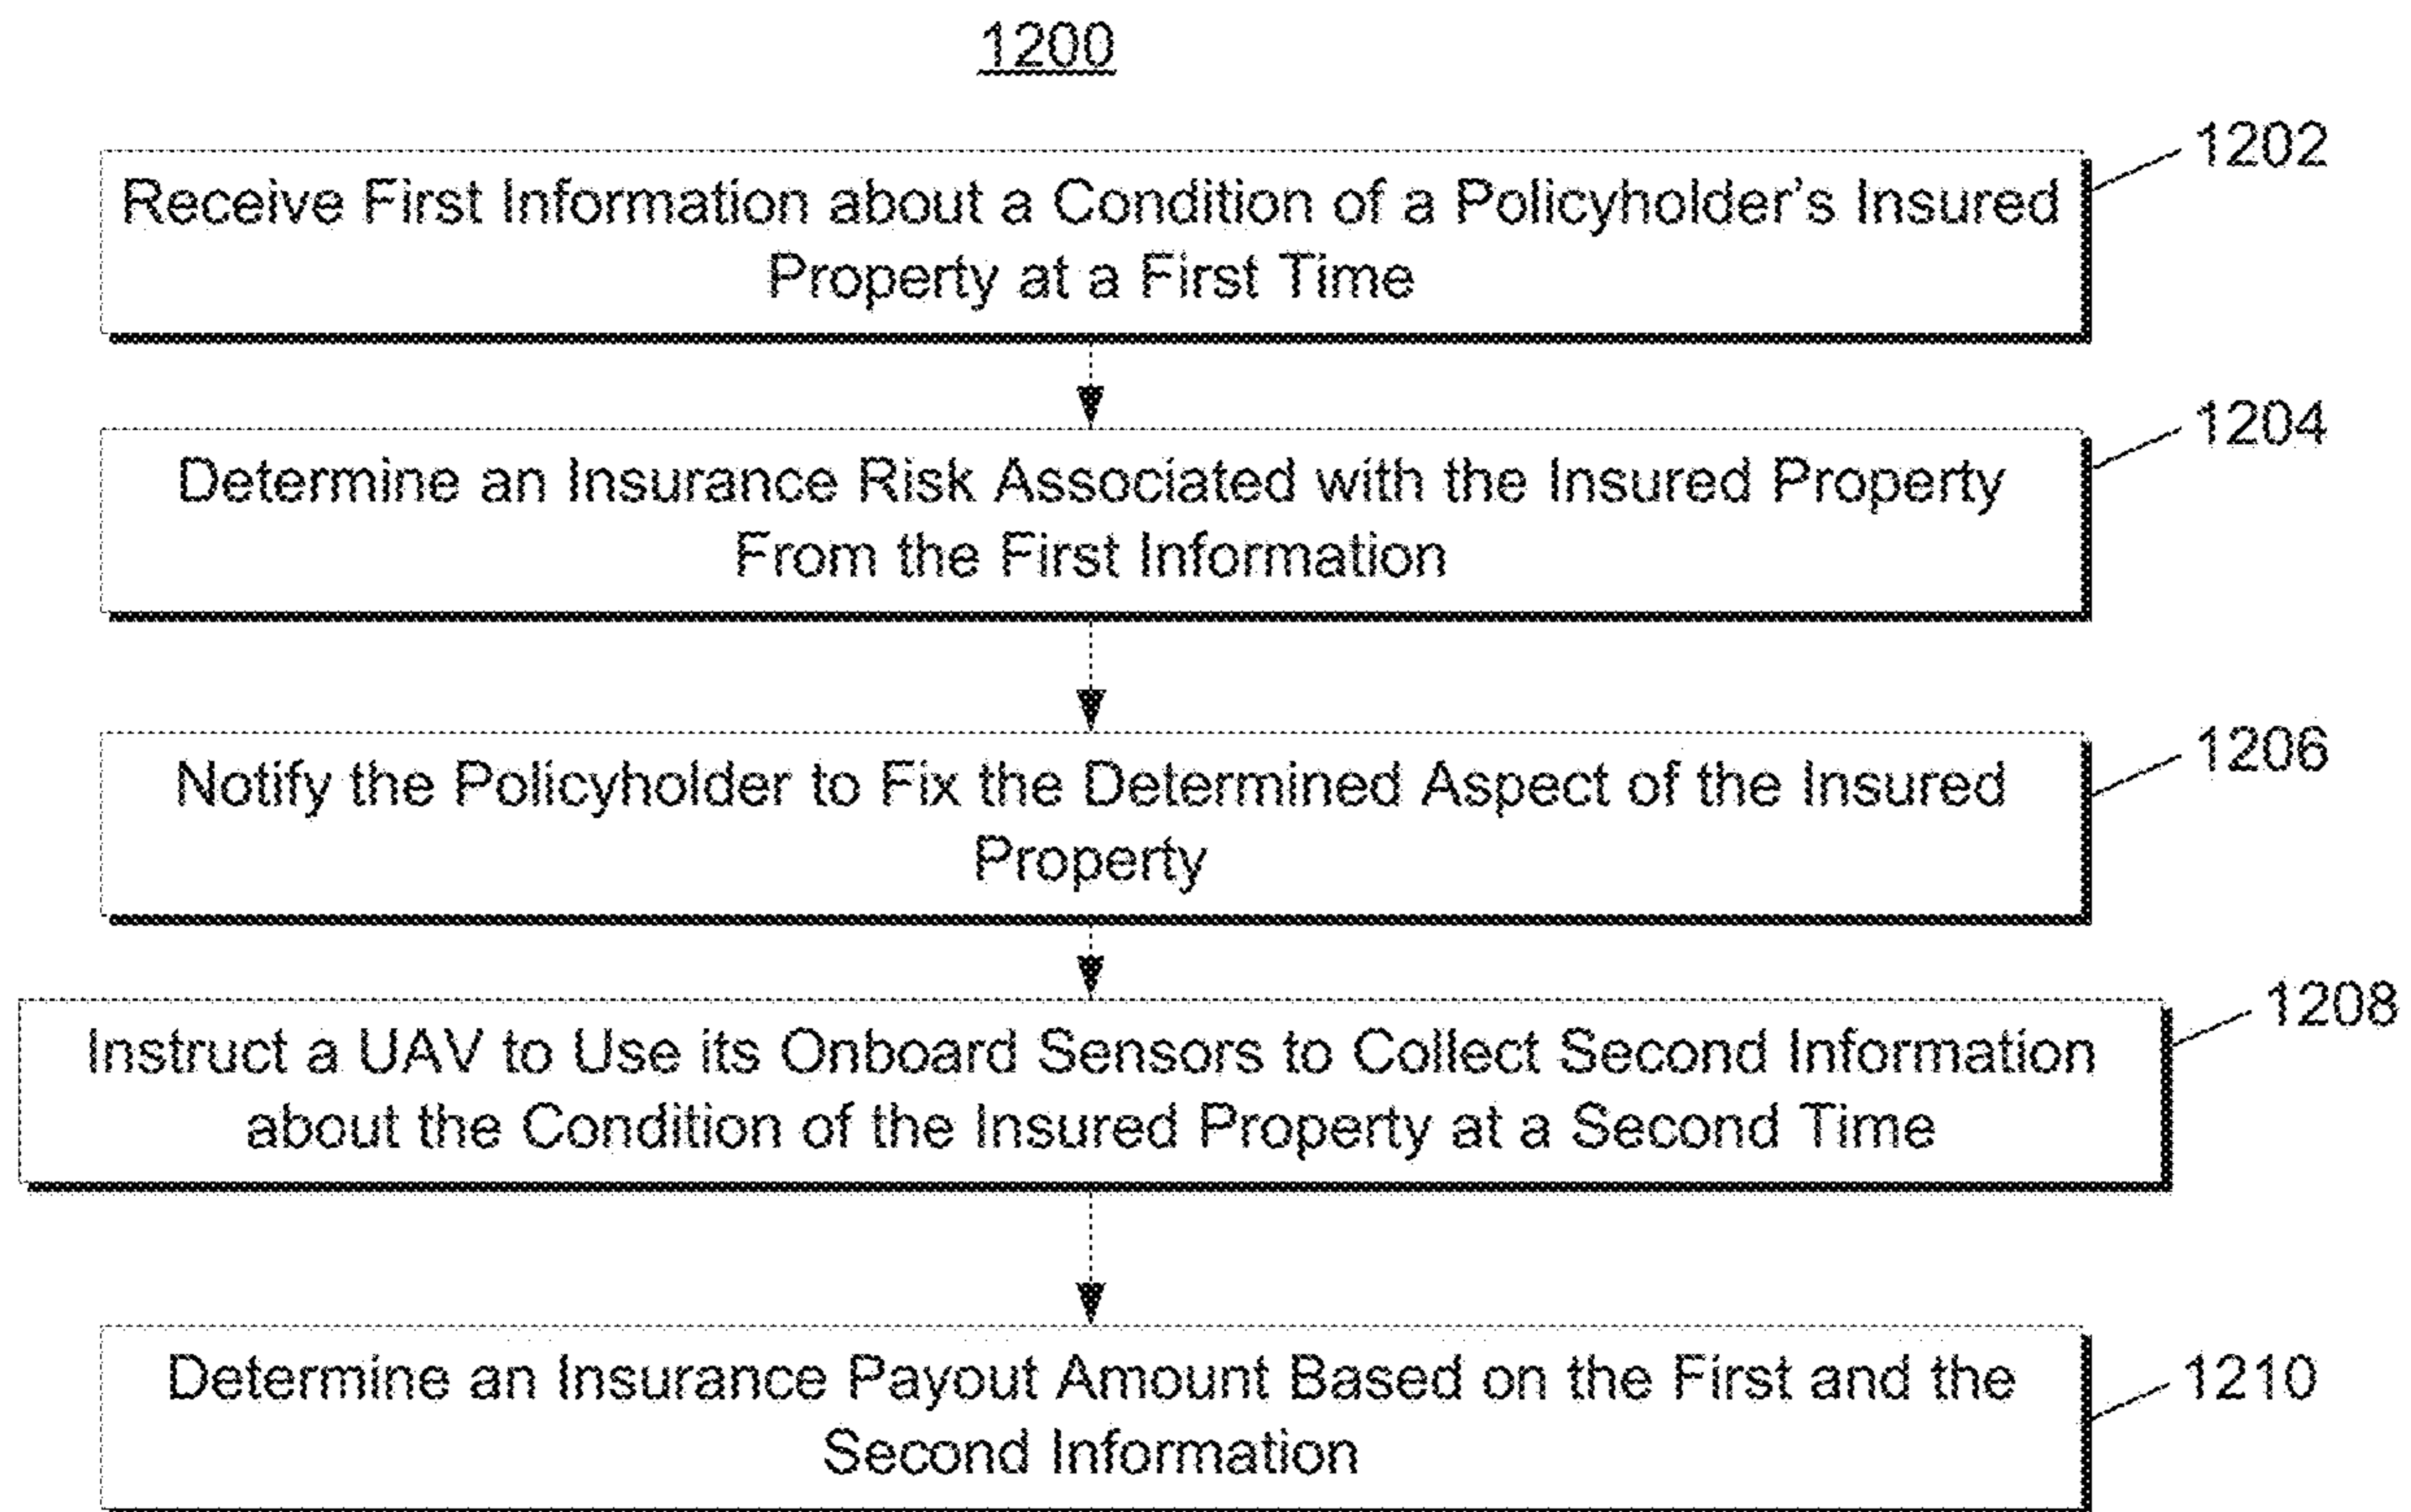 1200
1202
Receive First Information about a Condition of a Policyholder's Insured
Property at a First Time
1204
Determine an Insurance Risk Associated with the Insured Property
From the First Information
1206
Notify the Policyholder to Fix the Determined Aspect of the Insured
Property
1208
Instruct a UAV to Use its Onboard Sensors to Collect Second Information
about the Condition of the Insured Property at a Second Time
1210
Determine an Insurance Payout Amount Based on the First and the
Second Information